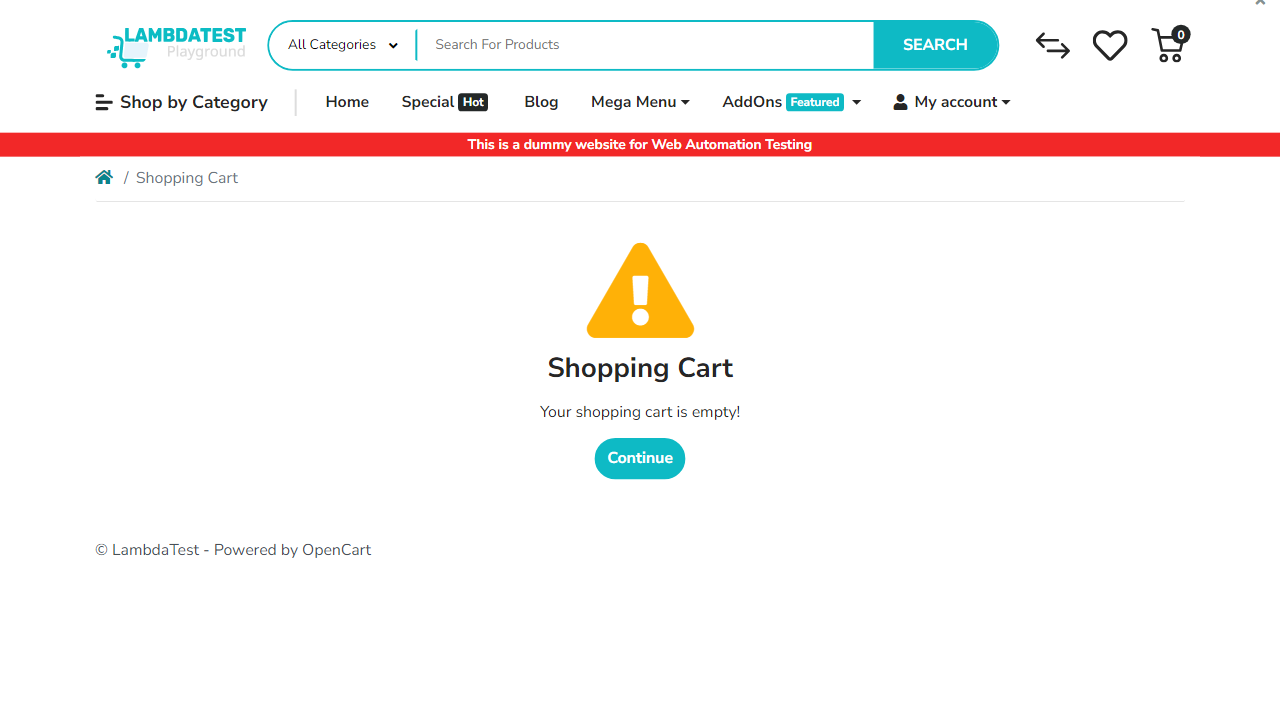 LAMBDATEST
Playground
All Categories
Search For Products
SEARCH
0
Shop by Category
Home
Special Hot
Blog
Mega Menu
AddOns Featured
My account
This is a dummy website for Web Automation Testing
/ Shopping Cart
Shopping Cart
Your shopping cart is empty!
Continue
© LambdaTest - Powered by OpenCart